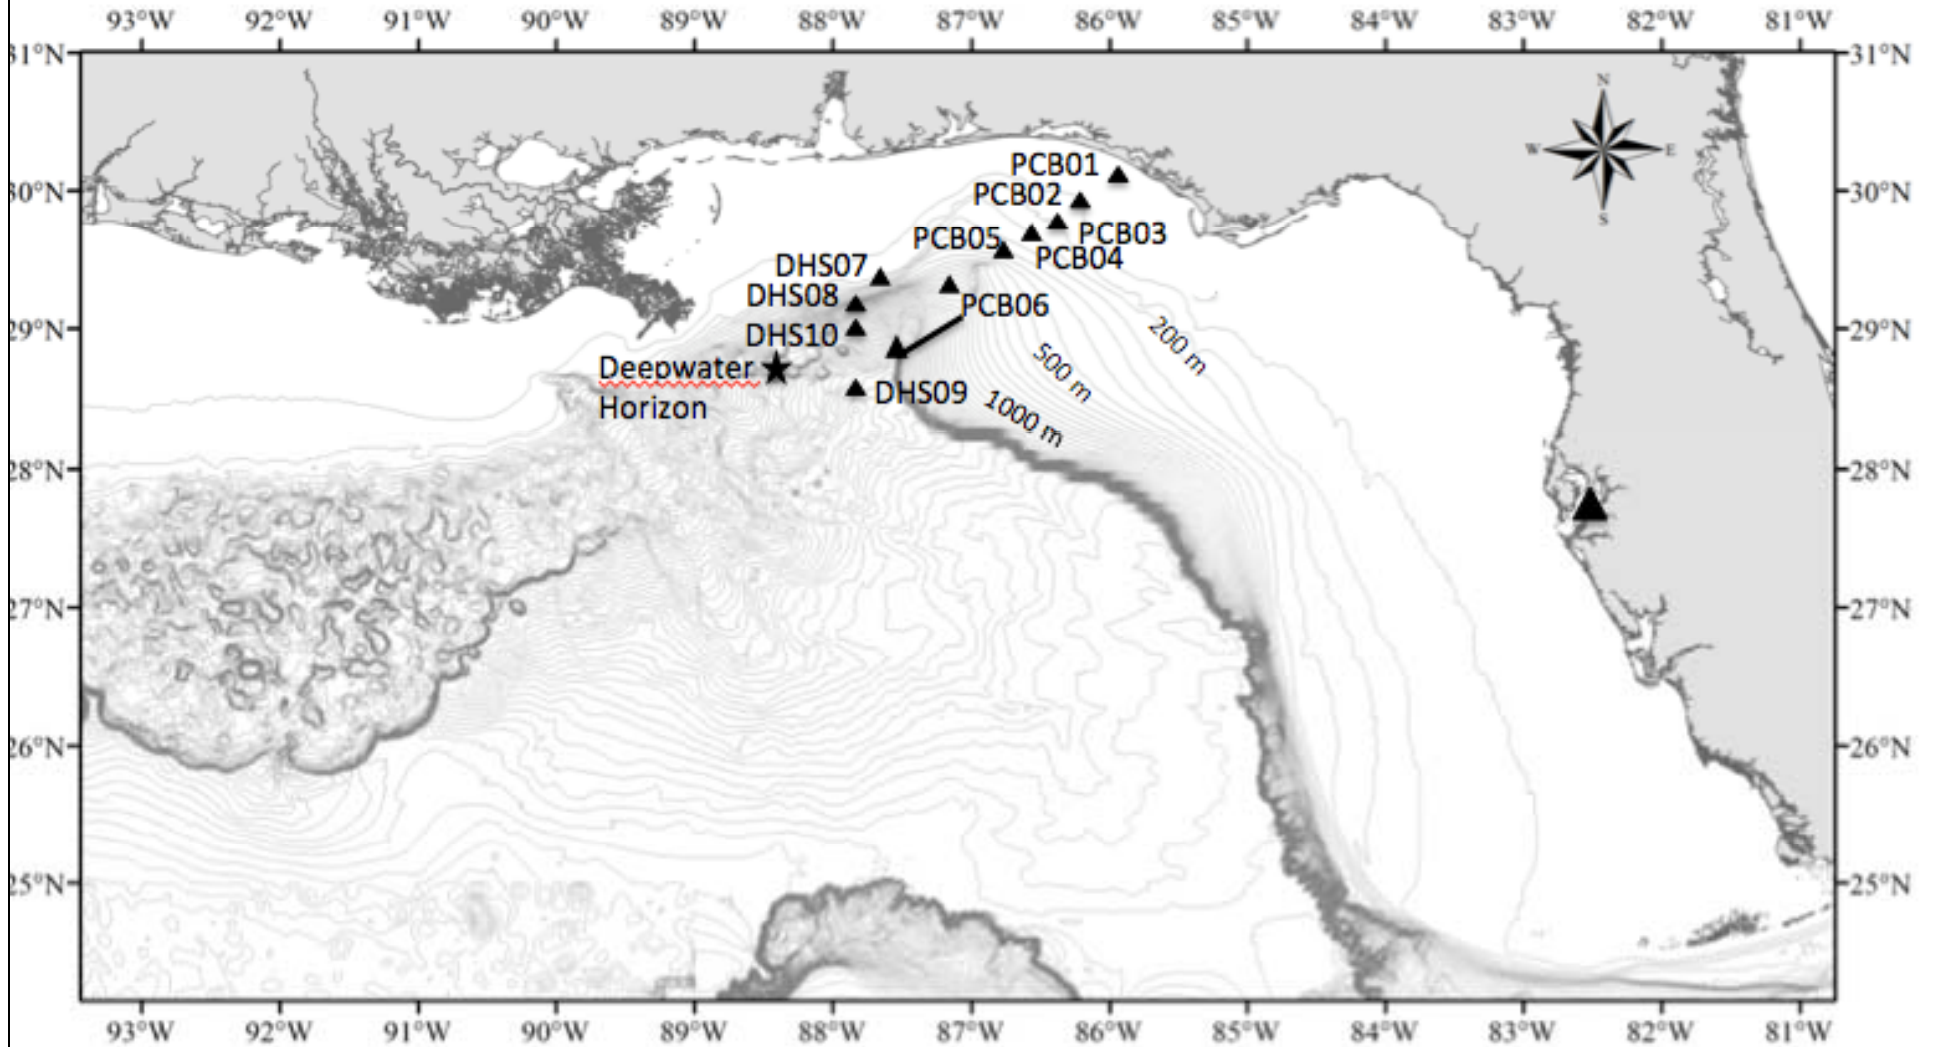 93°W 92°W 91°W 90°W 89°W 88°W 87°W 86°W 85°W 84°W 83°W 82°W 81°W
31°N 31°N
N
W E
S
PCB01
30°N PCB02 30°N
PCB05 PCB03
PCB04
DHS07
DHS08
PCB06
29°N DHS10 200 m 29°N
Deepwater 500 m
Horizon DHS09 1000 m
28°N 28°N
27°N 27°N
26°N 26°N
25°N 25°N
93°W 92°W 91°W 90°W 89°W 88°W 87°W 86°W 85°W 84°W 83°W 82°W 81°W